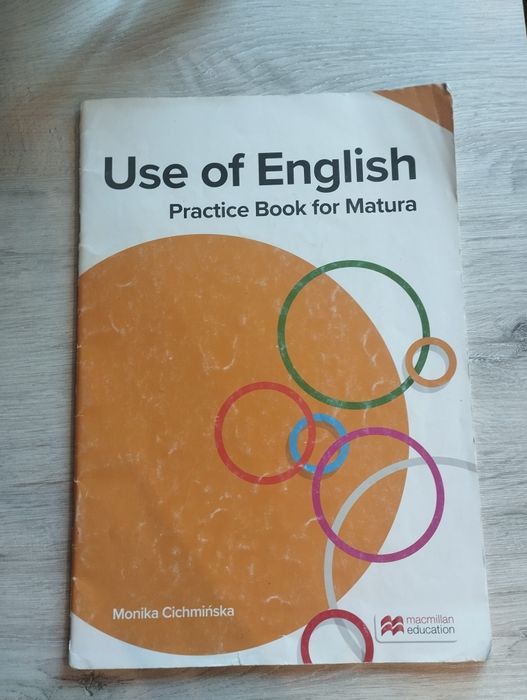 Use of English
Practice Book for Matura
Monika Cichmińska
macmillan
education